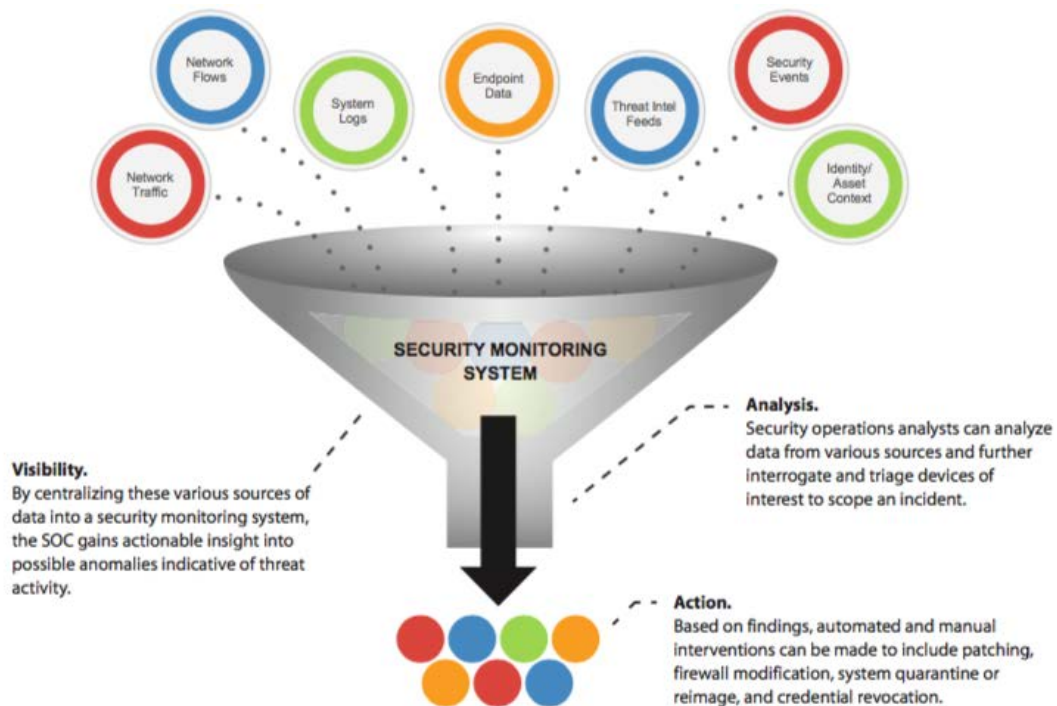 Network
Flows
System
Logs
Endpoint
Data
Threat Intel
Feeds
Security
Events
Network
Traffic
Identity/
Asset
Context
SECURITY MONITORING
SYSTEM
Analysis.
Security operations analysts can analyze
data from various sources and further
interrogate and triage devices of
interest to scope an incident.
Visibility.
By centralizing these various sources of
data into a security monitoring system,
the SOC gains actionable insight into
possible anomalies indicative of threat
activity.
Action.
Based on findings, automated and manual
interventions can be made to include patching,
firewall modification, system quarantine or
reimage, and credential revocation.